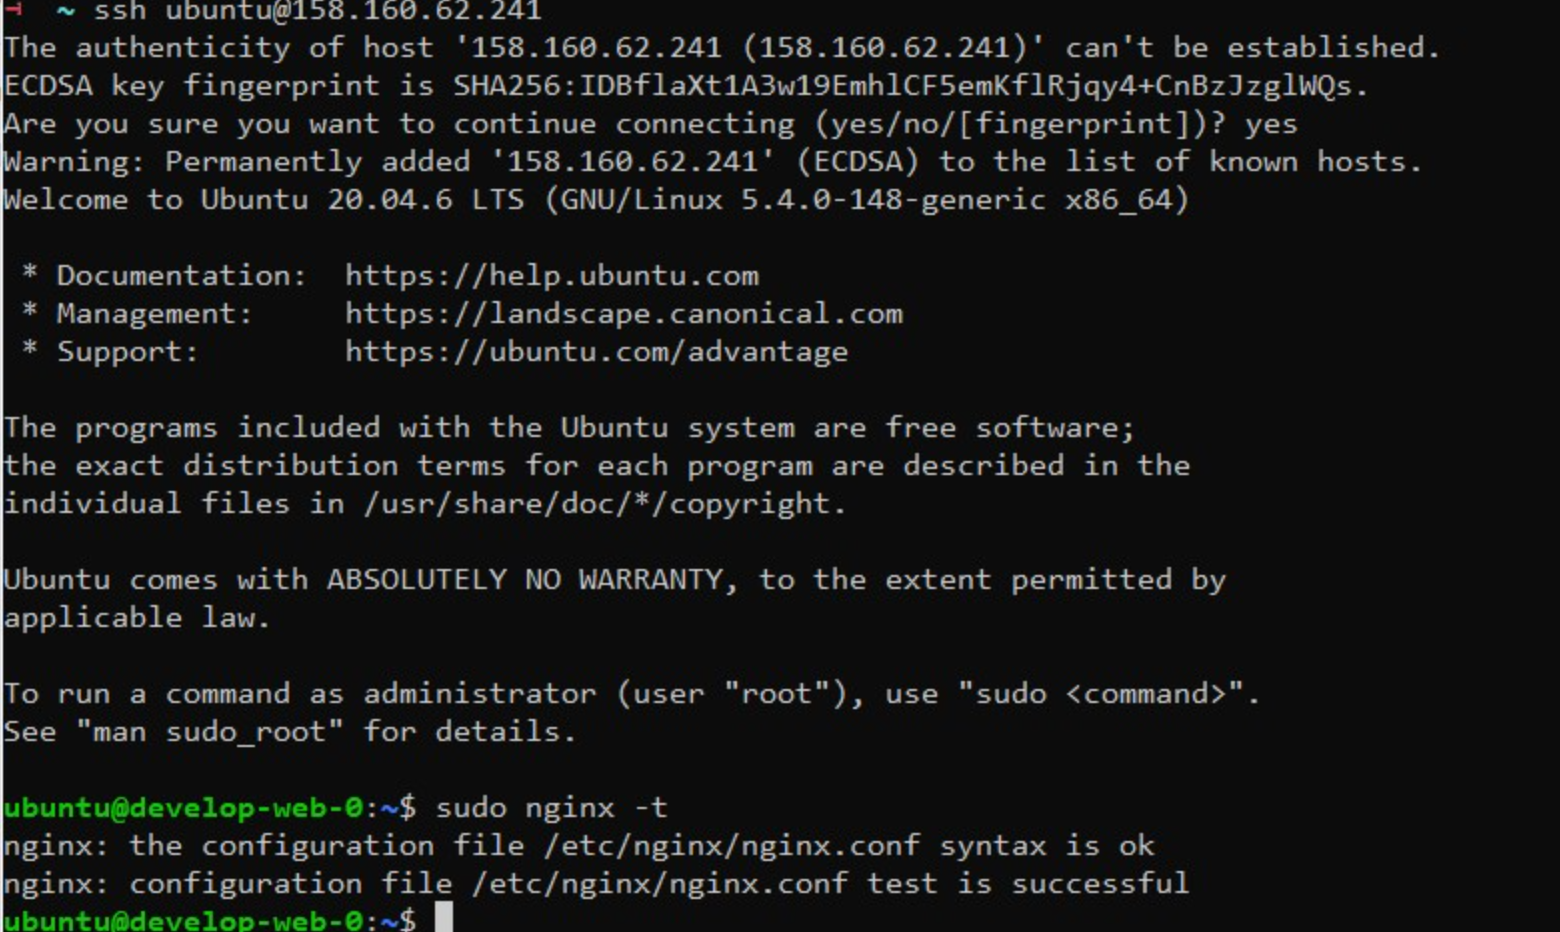 ~ ssh ubuntu@158.160.62.241
The authenticity of host '158.160.62.241 (158.160.62.241)' can't be established.
ECDSA key fingerprint is SHA256:IDBflaXt1A3w19EmhlCF5emKflRjqy4+CnBzJzglWQs.
Are you sure you want to continue connecting (yes/no/[fingerprint])? yes
Warning: Permanently added '158.160.62.241' (ECDSA) to the list of known hosts.
Welcome to Ubuntu 20.04.6 LTS (GNU/Linux 5.4.0-148-generic x86_64)

 * Documentation:  https://help.ubuntu.com
 * Management:     https://landscape.canonical.com
 * Support:        https://ubuntu.com/advantage

The programs included with the Ubuntu system are free software;
the exact distribution terms for each program are described in the
individual files in /usr/share/doc/*/copyright.

Ubuntu comes with ABSOLUTELY NO WARRANTY, to the extent permitted by
applicable law.

To run a command as administrator (user "root"), use "sudo <command>".
See "man sudo_root" for details.

ubuntu@develop-web-0:~$ sudo nginx -t
nginx: the configuration file /etc/nginx/nginx.conf syntax is ok
nginx: configuration file /etc/nginx/nginx.conf test is successful
ubuntu@develop-web-0:~$